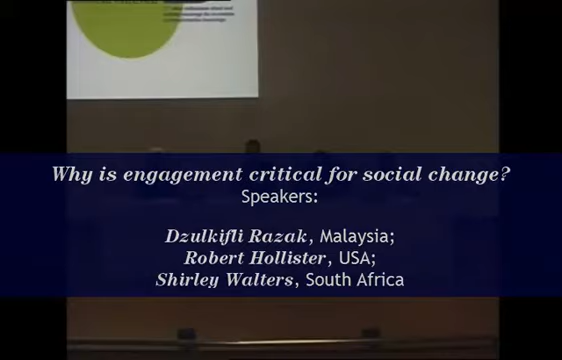 Why is engagement critical for social change?
Speakers:
Dzulkifli Razak, Malaysia;
Robert Hollister, USA;
Shirley Walters, South Africa